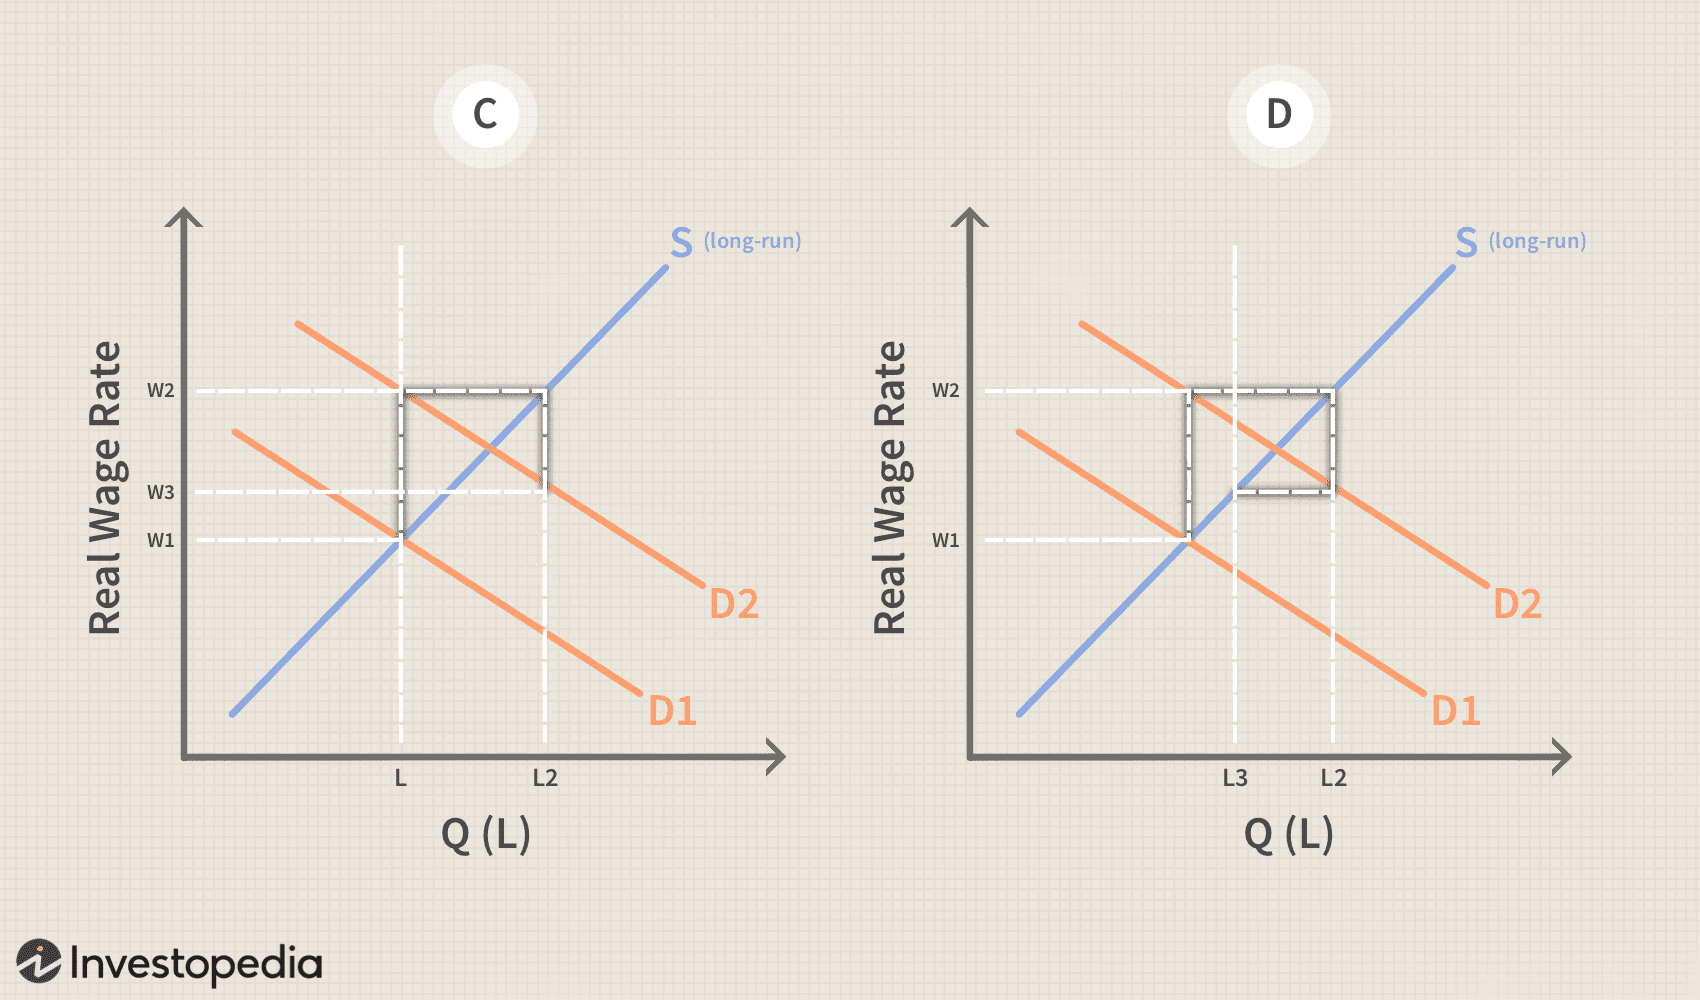 C
S (long-run)
Real Wage Rate
W2
W3
W1
D2
D1
L
L2
Q (L)
D
S (long-run)
Real Wage Rate
W2
W1
D2
D1
L3
L2
Q (L)
Investopedia